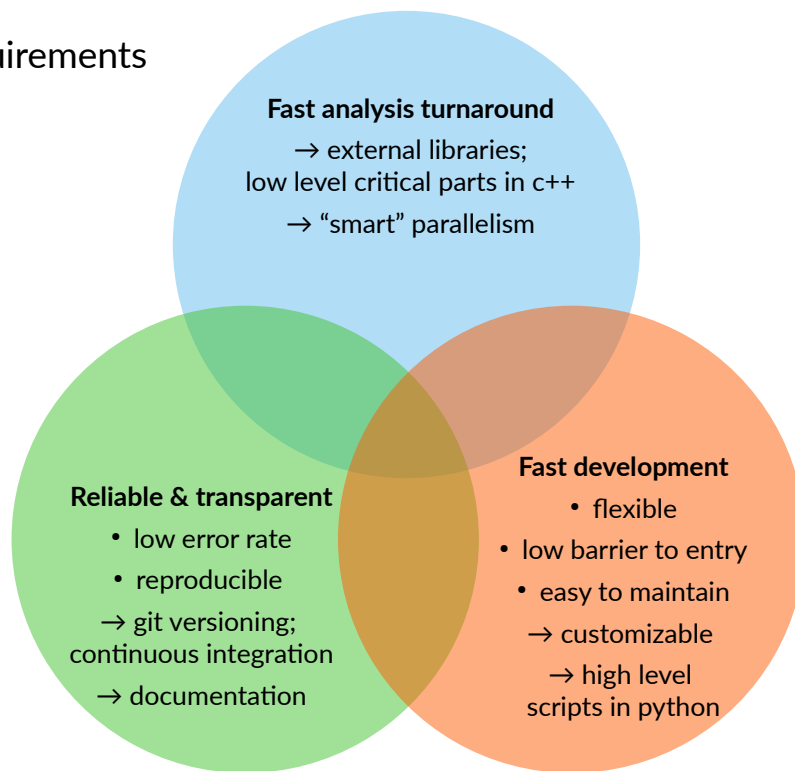 uirements
Fast analysis turnaround
→ external libraries;
low level critical parts in c++
→ “smart” parallelism
Reliable & transparent
• low error rate
• reproducible
→ git versioning;
continuous integration
→ documentation
Fast development
• flexible
• low barrier to entry
• easy to maintain
→ customizable
→ high level
scripts in python